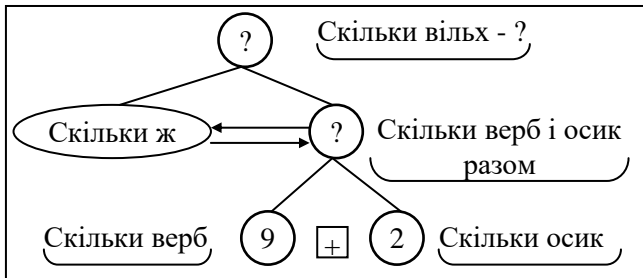 ? Скільки вільх - ?
Скільки ж ? Скільки верб і осик
разом
Скільки верб 9 + 2 Скільки осик